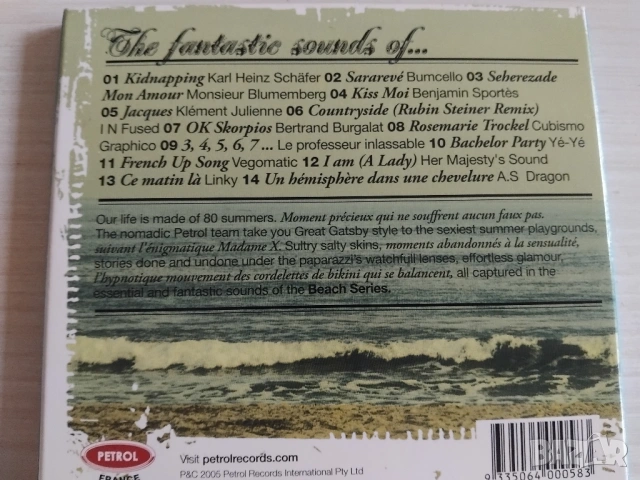 The fantastic sounds of...
01 Kidnapping Karl Heinz Schäfer 02 Sararevé Bumcello 03 Seherezade
Mon Amour Monsieur Blumemberg 04 Kiss Moi Benjamin Sportès
05 Jacques Klément Julienne 06 Countryside (Rubin Steiner Remix)
I N Fused 07 OK Skorpios Bertrand Burgalat 08 Rosemarie Trockel Cubismo
Graphico 09 3, 4, 5, 6, 7 ... Le professeur inlassable 10 Bachelor Party Yé-Yé
11 French Up Song Vegomatic 12 I am (A Lady) Her Majesty's Sound
13 Ce matin là Linky 14 Un hémisphère dans une chevelure A.S Dragon
Our life is made of 80 summers. Moment précieux qui ne souffrent aucun faux pas.
The nomadic Petrol team take you Great Gatsby style to the sexiest summer playgrounds,
suivant l'énigmatique Madame X. Sultry salty skins, moments abandonnés à la sensualité,
stories done and undone under the paparazzi's watchfull lenses, effortless glamour,
l'hypnotique mouvement des cordelettes de bikini qui se balancent, all captured in the
essential and fantastic sounds of the Beach Series.
PETROL
FRANCE
Visit petrolrecords.com.
P&C 2005 Petrol Records International Pty Ltd
9 335064 000583
BAZAR